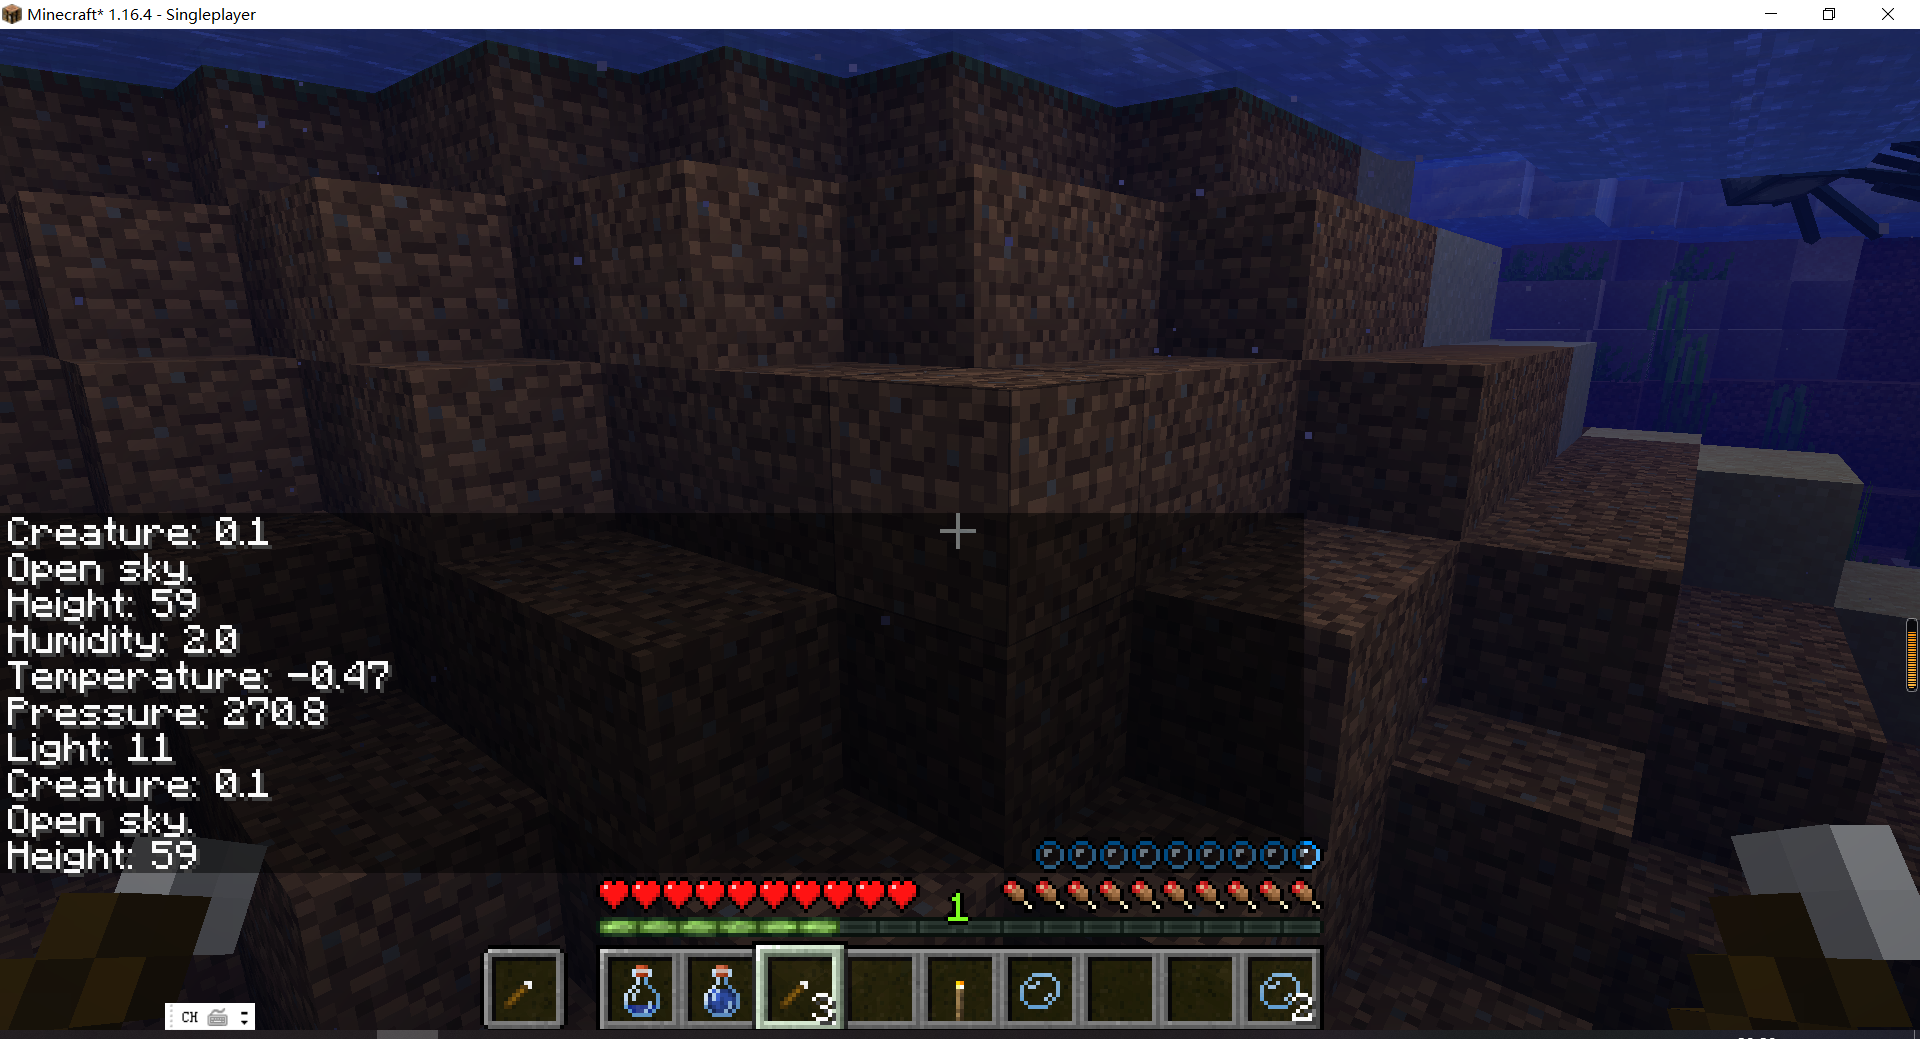 Minecraft* 1.16.4 - Singleplayer
Creature: 0.1
Open sky.
Height: 59
Humidity: 2.0
Temperature: -0.47
Pressure: 270.8
Light: 11
Creature: 0.1
Open sky.
Height: 59
1
3
2
CH